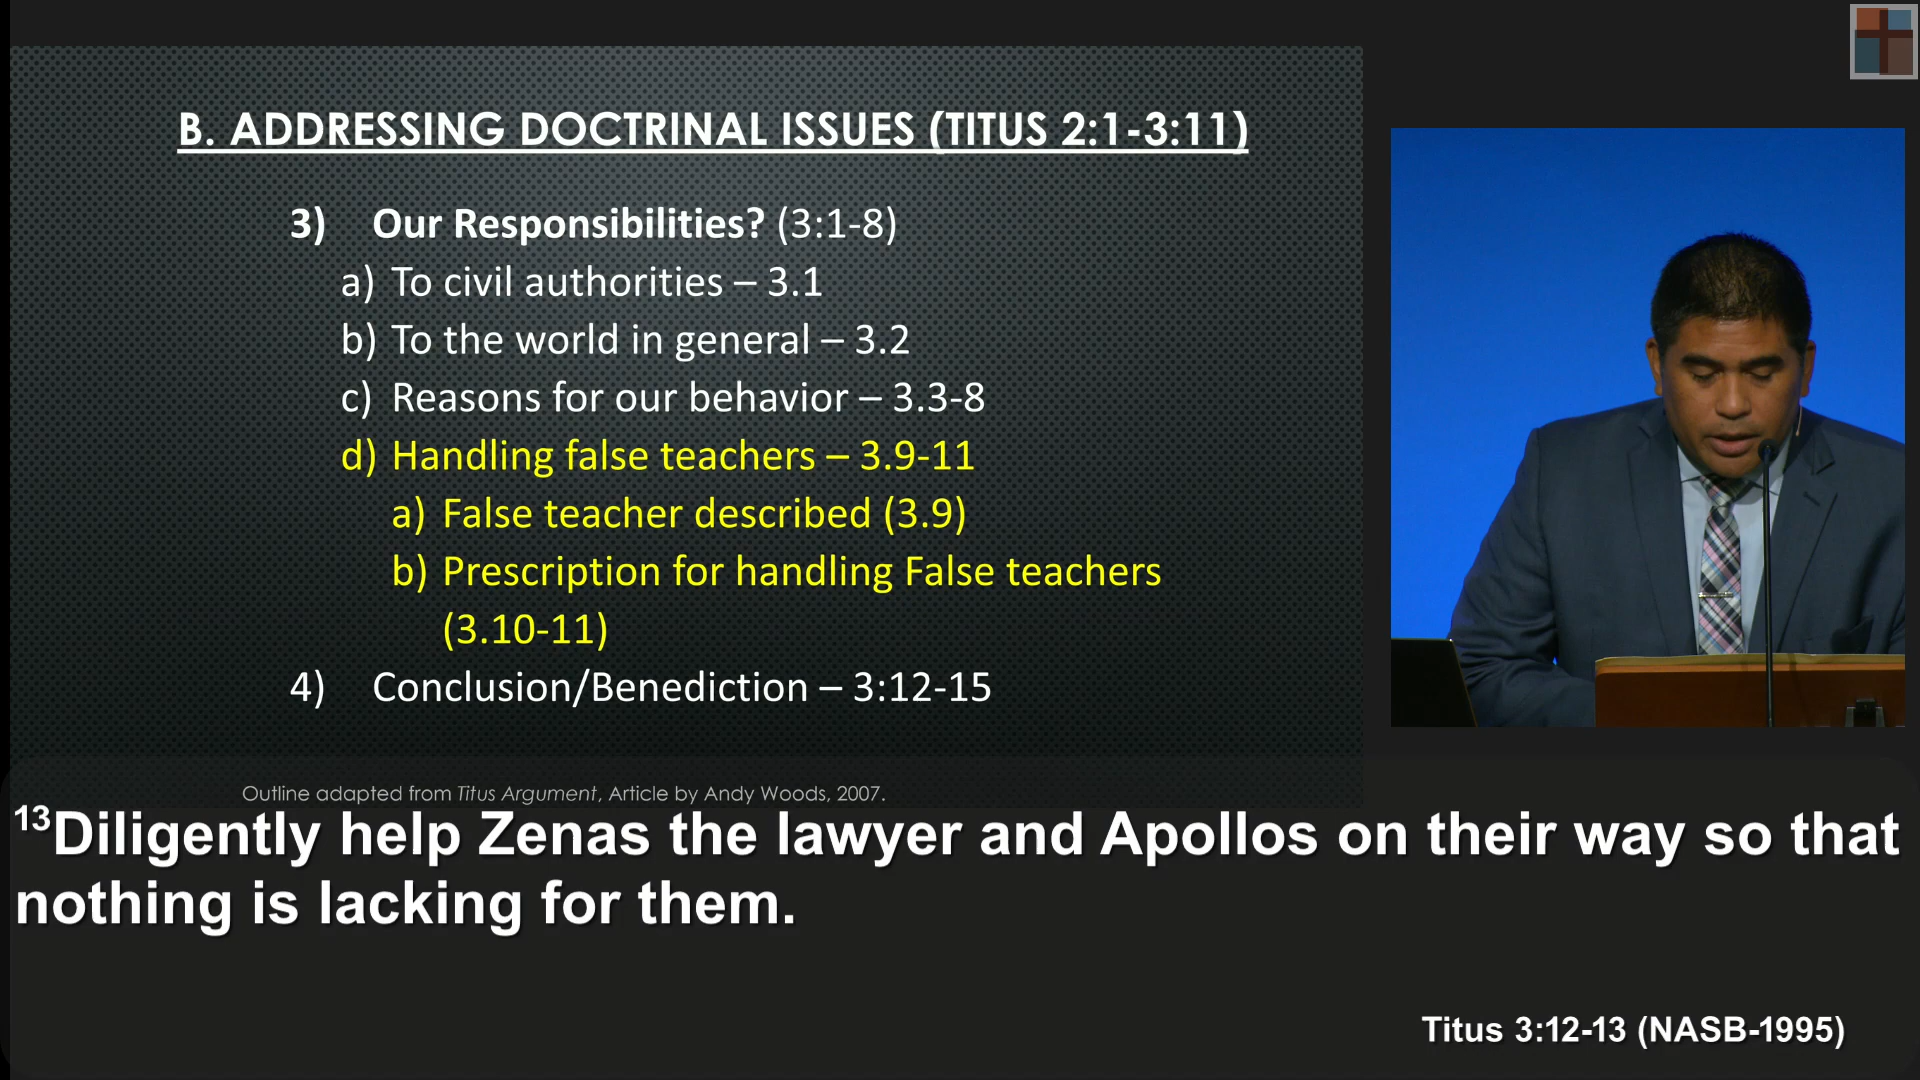 B. ADDRESSING DOCTRINAL ISSUES (TITUS 2:1-3:11)
3) Our Responsibilities? (3:1-8)
a) To civil authorities – 3.1
b) To the world in general – 3.2
c) Reasons for our behavior – 3.3-8
d) Handling false teachers – 3.9-11
a) False teacher described (3.9)
b) Prescription for handling False teachers
(3.10-11)
4) Conclusion/Benediction – 3:12-15
Outline adapted from Titus Argument, Article by Andy Woods, 2007.
¹³Diligently help Zenas the lawyer and Apollos on their way so that
nothing is lacking for them.
Titus 3:12-13 (NASB-1995)